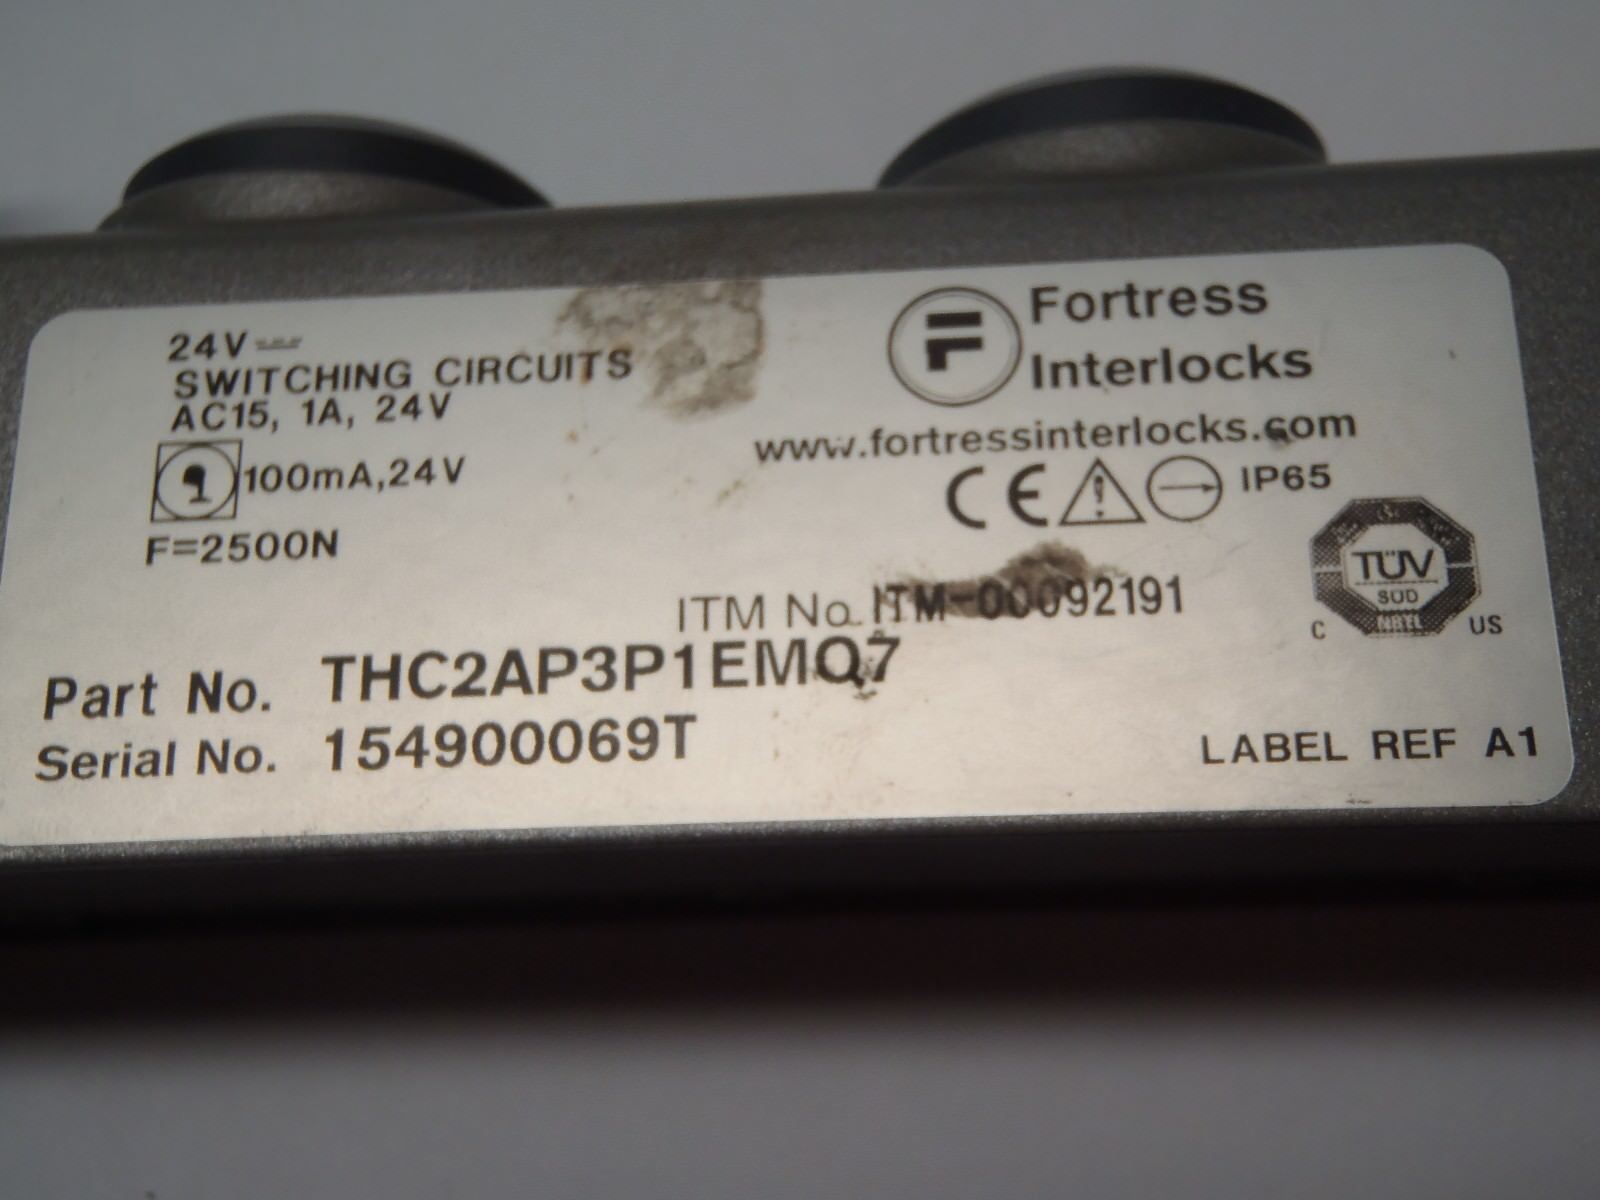 24V
SWITCHING CIRCUITS
AC15, 1A, 24V
100mA,24V
F=2500N
Fortress
Interlocks
www.fortressinterlocks.com
CE IP65
TÜV
SÜD
NRTL
C US
ITM No. ITM-00092191
Part No. THC2AP3P1EMQ7
Serial No. 154900069T
LABEL REF A1